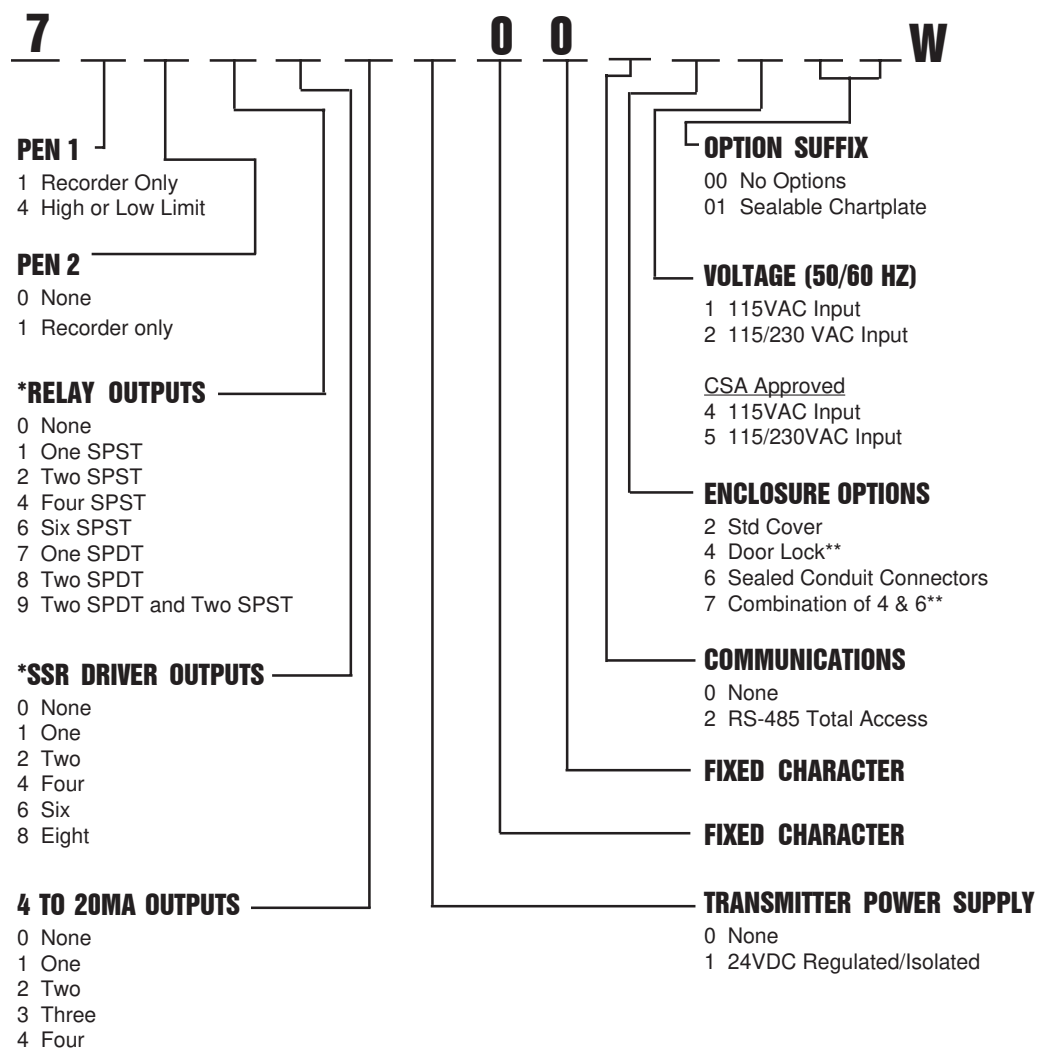 7 0 0 W
PEN 1
1 Recorder Only
4 High or Low Limit
PEN 2
0 None
1 Recorder only
*RELAY OUTPUTS
0 None
1 One SPST
2 Two SPST
4 Four SPST
6 Six SPST
7 One SPDT
8 Two SPDT
9 Two SPDT and Two SPST
*SSR DRIVER OUTPUTS
0 None
1 One
2 Two
4 Four
6 Six
8 Eight
4 TO 20MA OUTPUTS
0 None
1 One
2 Two
3 Three
4 Four
OPTION SUFFIX
00 No Options
01 Sealable Chartplate
VOLTAGE (50/60 HZ)
1 115VAC Input
2 115/230 VAC Input
CSA Approved
4 115VAC Input
5 115/230VAC Input
ENCLOSURE OPTIONS
2 Std Cover
4 Door Lock**
6 Sealed Conduit Connectors
7 Combination of 4 & 6**
COMMUNICATIONS
0 None
2 RS-485 Total Access
FIXED CHARACTER
FIXED CHARACTER
TRANSMITTER POWER SUPPLY
0 None
1 24VDC Regulated/Isolated